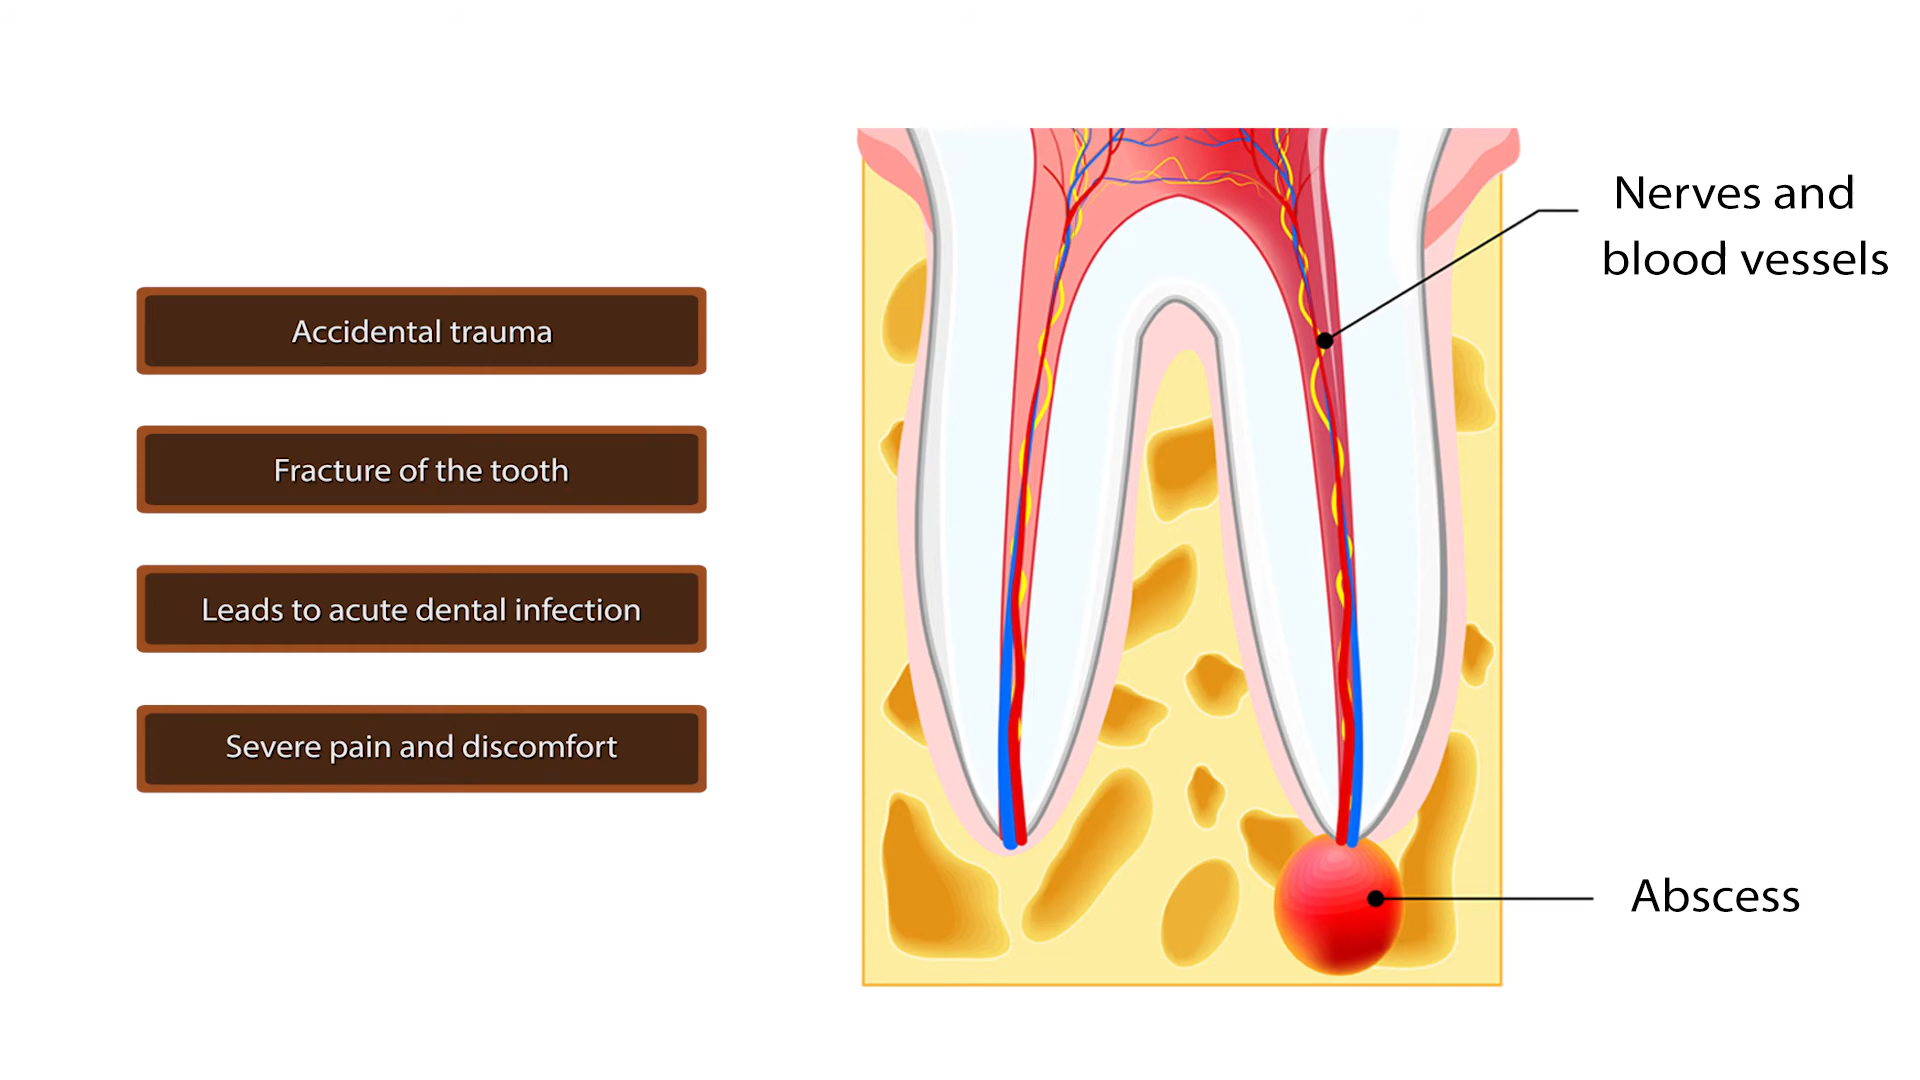 Accidental trauma
Fracture of the tooth
Leads to acute dental infection
Severe pain and discomfort
Nerves and
blood vessels
Abscess